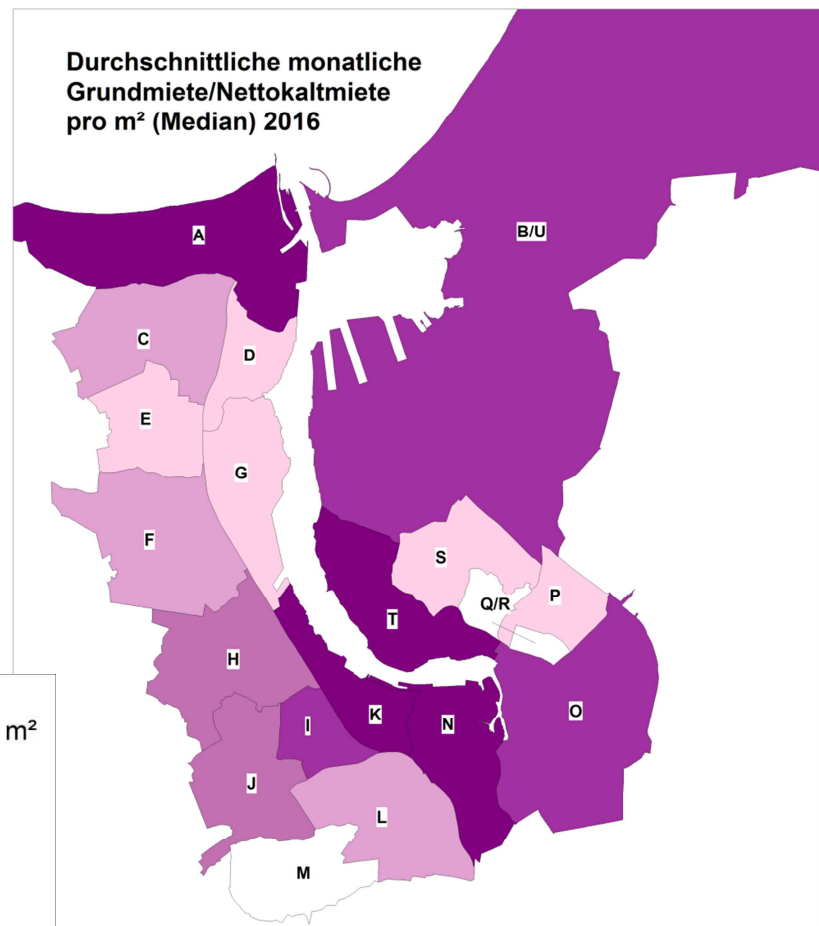 Durchschnittliche monatliche
Grundmiete/Nettokaltmiete
pro m² (Median) 2016
A
B/U
C
D
E
G
F
S
P
Q/R
T
H
O
K
N
I
J
L
M
m²